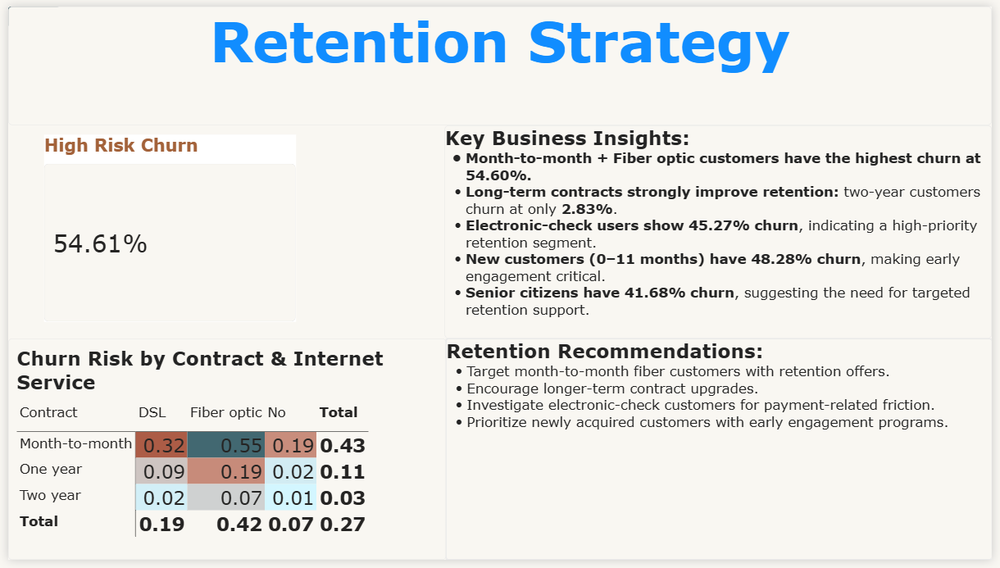 Retention Strategy
High Risk Churn
54.61%
Key Business Insights:
• Month-to-month + Fiber optic customers have the highest churn at
54.60%.
• Long-term contracts strongly improve retention: two-year customers
churn at only 2.83%.
• Electronic-check users show 45.27% churn, indicating a high-priority
retention segment.
• New customers (0–11 months) have 48.28% churn, making early
engagement critical.
• Senior citizens have 41.68% churn, suggesting the need for targeted
retention support.
Churn Risk by Contract & Internet
Service
Contract DSL Fiber optic No Total
Month-to-month 0.32 0.55 0.19 0.43
One year 0.09 0.19 0.02 0.11
Two year 0.02 0.07 0.01 0.03
Total 0.19 0.42 0.07 0.27
Retention Recommendations:
• Target month-to-month fiber customers with retention offers.
• Encourage longer-term contract upgrades.
• Investigate electronic-check customers for payment-related friction.
• Prioritize newly acquired customers with early engagement programs.